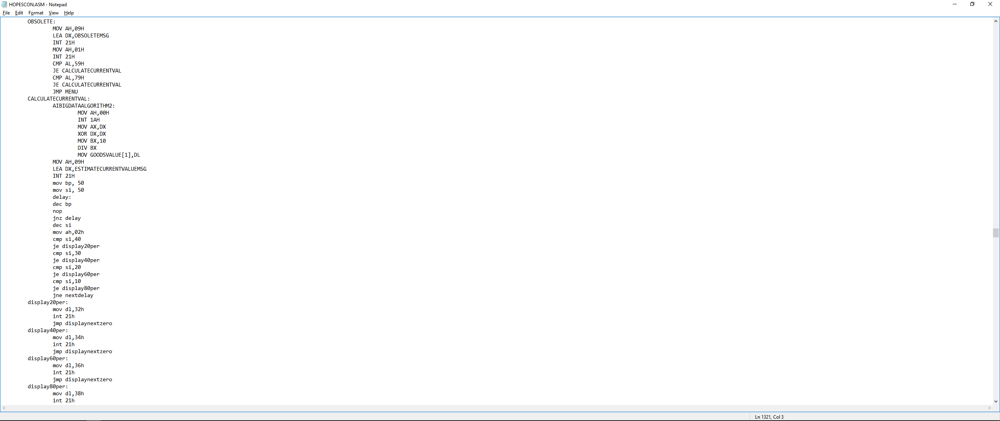 HOPESCON.ASM - Notepad
File Edit Format View Help
OBSOLETE:
MOV AH,09H
LEA DX,OBSOLETEMSG
INT 21H
MOV AH,01H
INT 21H
CMP AL,59H
JE CALCULATECURRENTVAL
CMP AL,79H
JE CALCULATECURRENTVAL
JMP MENU
CALCULATECURRENTVAL:
AIBIGDATAALGORITHM2:
MOV AH,00H
INT 1AH
MOV AX,DX
XOR DX,DX
MOV BX,10
DIV BX
MOV GOODSVALUE[1],DL
MOV AH,09H
LEA DX,ESTIMATECURRENTVALUEMSG
INT 21H
mov bp, 50
mov si, 50
delay:
dec bp
nop
jnz delay
dec si
mov ah,02h
cmp si,40
je display20per
cmp si,30
je display40per
cmp si,20
je display60per
cmp si,10
je display80per
jne nextdelay
display20per:
mov dl,32h
int 21h
jmp displaynextzero
display40per:
mov dl,34h
int 21h
jmp displaynextzero
display60per:
mov dl,36h
int 21h
jmp displaynextzero
display80per:
mov dl,38h
int 21h
Ln 1321, Col 3